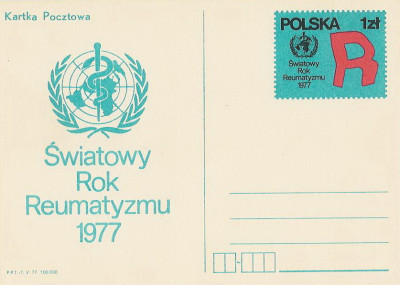 Kartka Pocztowa
POLSKA 1zł
Światowy
Rok
Reumatyzmu
1977
R
Światowy
Rok
Reumatyzmu
1977